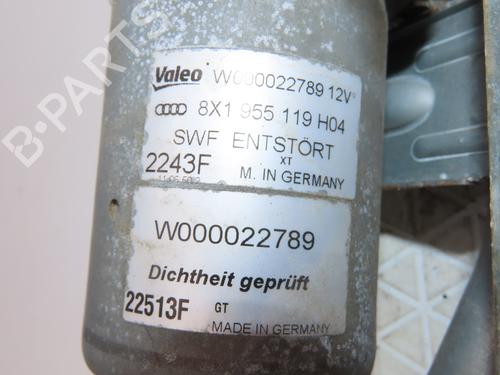 Valeo W000022789 12V
8X1 955 119 H04
SWF ENTSTÖRT
2243F XT M. IN GERMANY
W000022789
Dichtheit geprüft
22513F GT
MADE IN GERMANY
B-PARTS